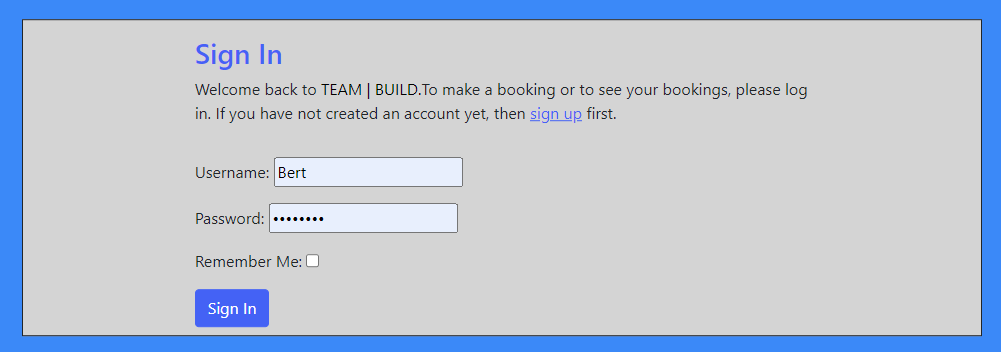 Sign In
Welcome back to TEAM | BUILD.To make a booking or to see your bookings, please log
in. If you have not created an account yet, then sign up first.
Username: Bert
Password: ••••••••
Remember Me:
Sign In